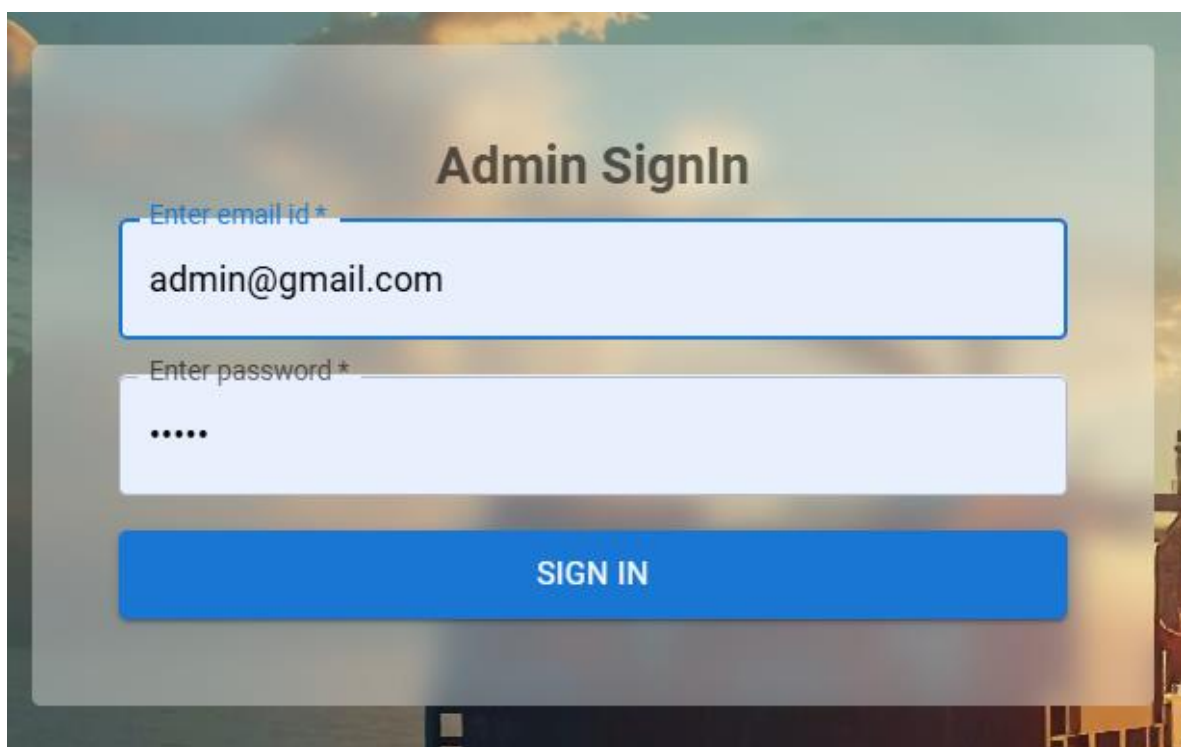 Admin SignIn
Enter email id *
admin@gmail.com
Enter password *
•••••
SIGN IN